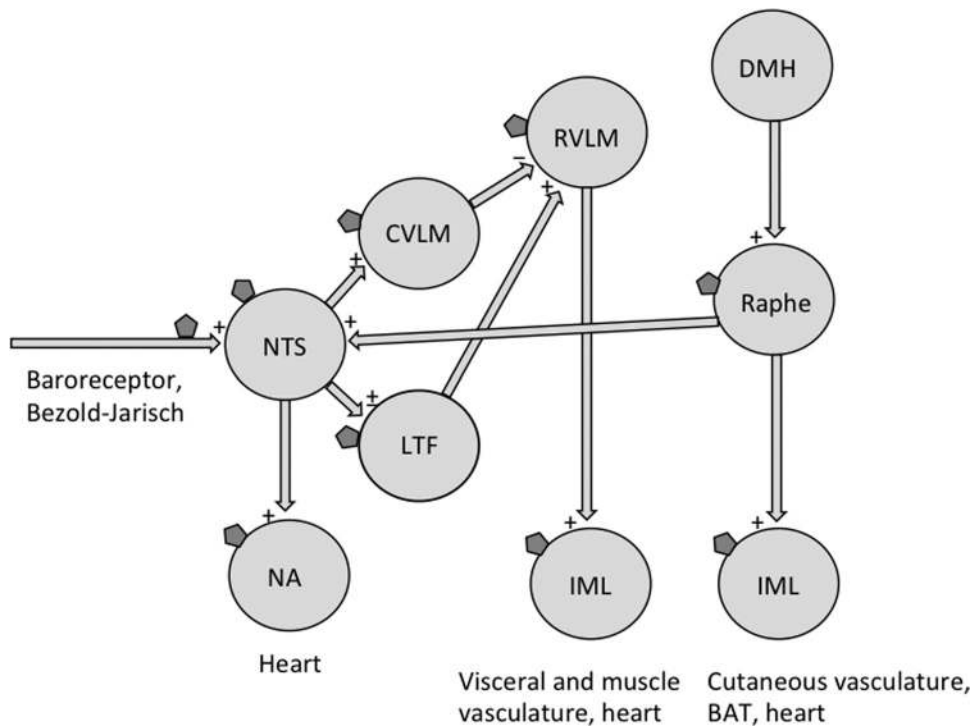 DMH
RVLM
−
+
CVLM
+
Raphe
±
+
+
NTS
Baroreceptor,
Bezold-Jarisch
±
LTF
+
NA
+
IML
+
IML
Heart
Visceral and muscle
vasculature, heart
Cutaneous vasculature,
BAT, heart